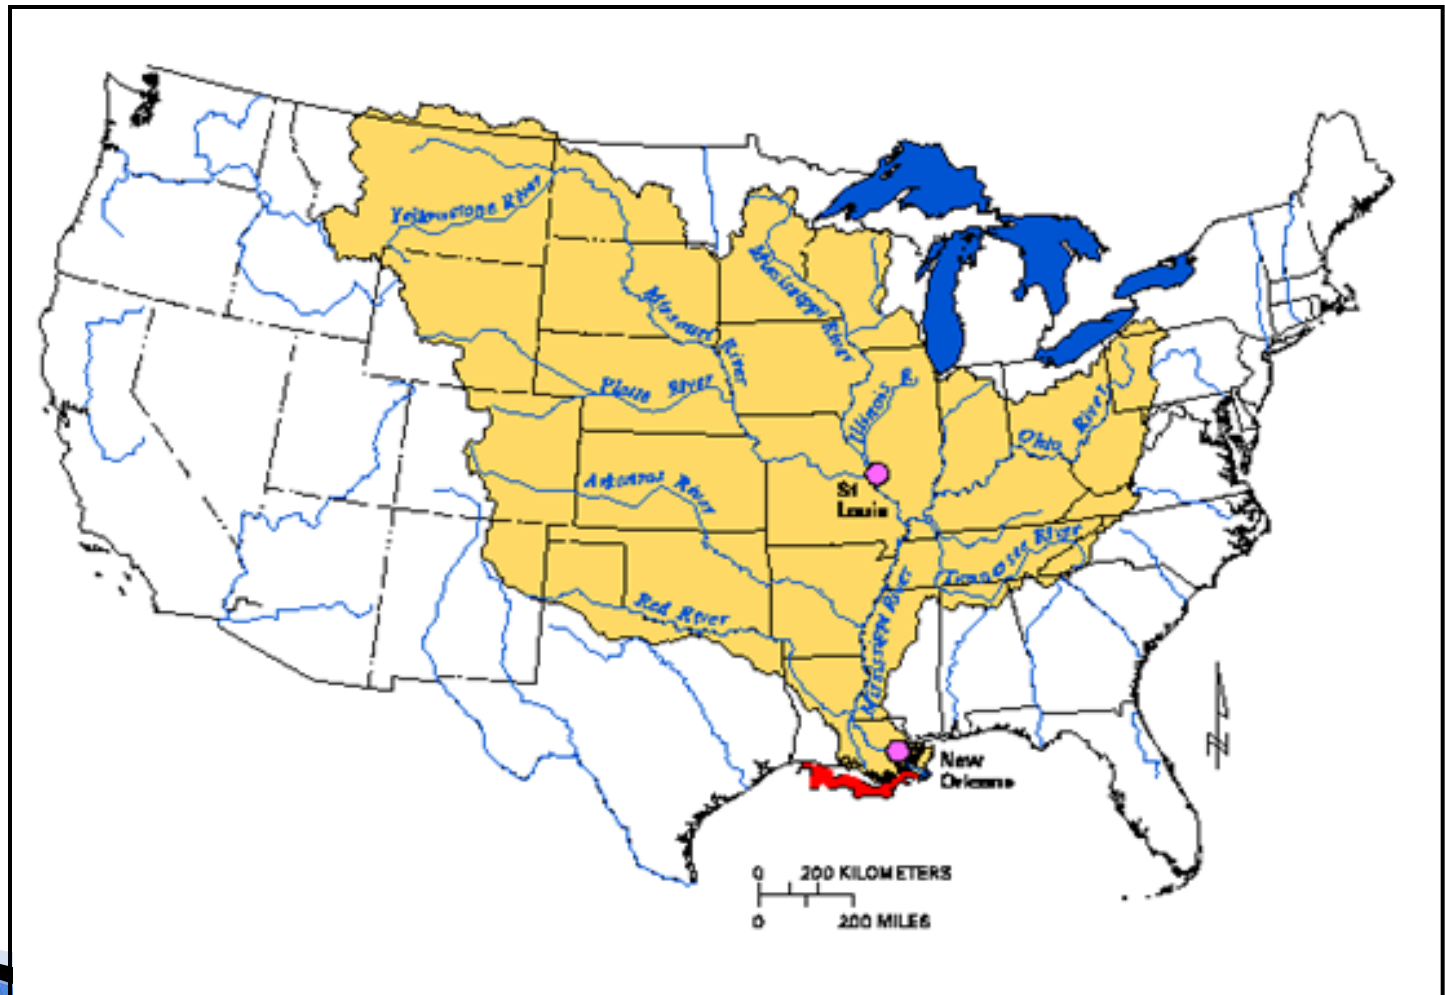 Yellowstone River
Mississippi River
Missouri River
Platte River
Illinois R
Ohio River
Arkansas River
St
Louis
Tennessee River
Red River
Mississippi R
New
Orleans
0 200 KILOMETERS
0 200 MILES
N